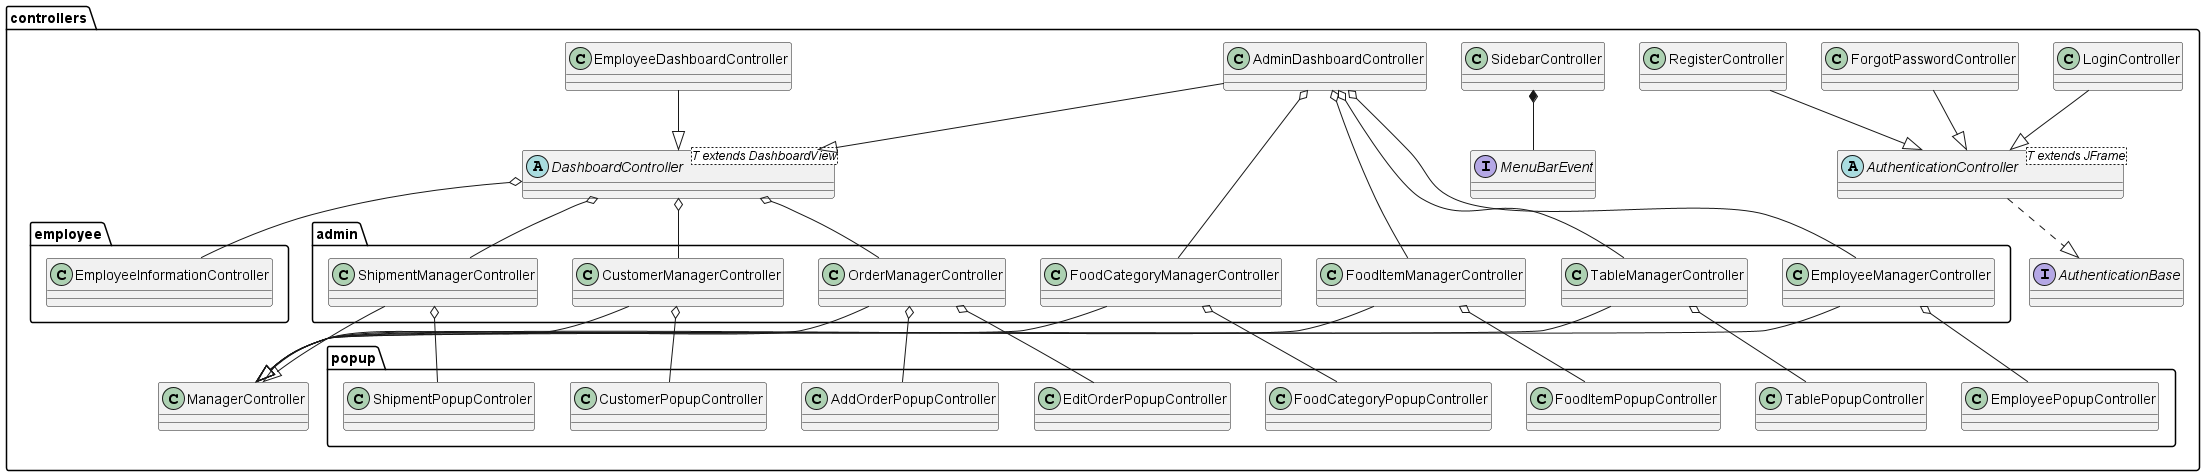 controllers
C EmployeeDashboardController
C AdminDashboardController
C SidebarController
C RegisterController
C ForgotPasswordController
C LoginController
A DashboardController
T extends DashboardView
I MenuBarEvent
A AuthenticationController
T extends JFrame
employee
admin
C EmployeeInformationController
C ShipmentManagerController
C CustomerManagerController
C OrderManagerController
C FoodCategoryManagerController
C FoodItemManagerController
C TableManagerController
C EmployeeManagerController
I AuthenticationBase
popup
C ManagerController
C ShipmentPopupControler
C CustomerPopupController
C AddOrderPopupController
C EditOrderPopupController
C FoodCategoryPopupController
C FoodItemPopupController
C TablePopupController
C EmployeePopupController